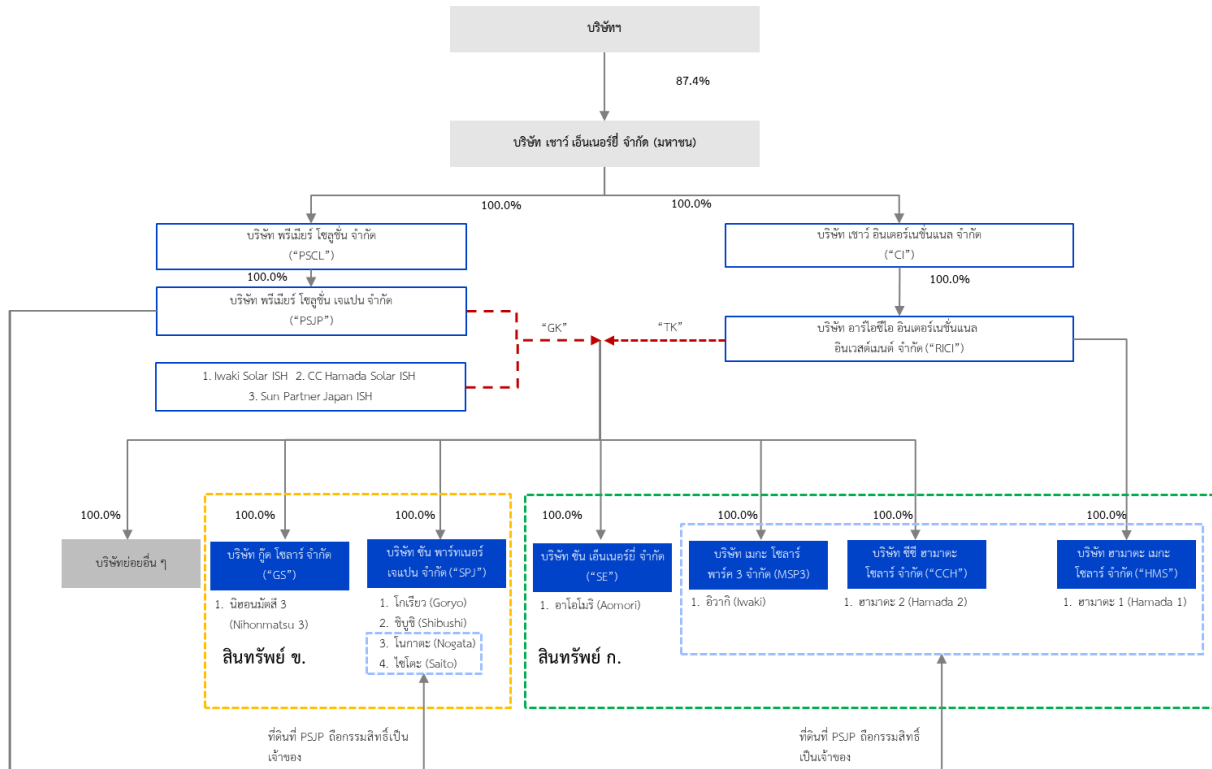 บริษัทฯ
87.4%
บริษัท เชาว์ เอ็นเนอร์ยี่ จำกัด (มหาชน)
100.0%
100.0%
บริษัท พรีเมียร์ โซลูชั่น จำกัด
("PSCL")
บริษัท เชาว์ อินเตอร์เนชั่นแนล จำกัด
("CI")
100.0%
100.0%
บริษัท พรีเมียร์ โซลูชั่น เจแปน จำกัด
("PSJP")
"GK"
"TK"
บริษัท อาร์ไอซีไอ อินเตอร์เนชั่นแนล
อินเวสต์เมนต์ จำกัด ("RICI")
1. Iwaki Solar ISH 2. CC Hamada Solar ISH
3. Sun Partner Japan ISH
100.0%
100.0%
100.0%
100.0%
100.0%
100.0%
100.0%
บริษัทย่อยอื่น ๆ
บริษัท กู๊ด โซลาร์ จำกัด
("GS")
บริษัท ซัน พาร์ทเนอร์
เจแปน จำกัด ("SPJ")
บริษัท ซัน เอ็นเนอร์ยี่ จำกัด
("SE")
บริษัท เมกะ โซลาร์
พาร์ค 3 จำกัด (MSP3)
บริษัท ซีซี ฮามาตะ
โซลาร์ จำกัด ("CCH")
บริษัท ฮามาตะ เมกะ
โซลาร์ จำกัด ("HMS")
1. นิฮอนมัตสึ 3
(Nihonmatsu 3)
1. โกเรียว (Goryo)
2. ชิบูชิ (Shibushi)
3. โนกาตะ (Nogata)
4. ไซโตะ (Saito)
1. อาโอโมริ (Aomori)
1. อิวากิ (Iwaki)
1. ฮามาตะ 2 (Hamada 2)
1. ฮามาตะ 1 (Hamada 1)
สินทรัพย์ ข.
สินทรัพย์ ก.
ที่ดินที่ PSJP ถือกรรมสิทธิ์เป็น
เจ้าของ
ที่ดินที่ PSJP ถือกรรมสิทธิ์
เป็นเจ้าของ